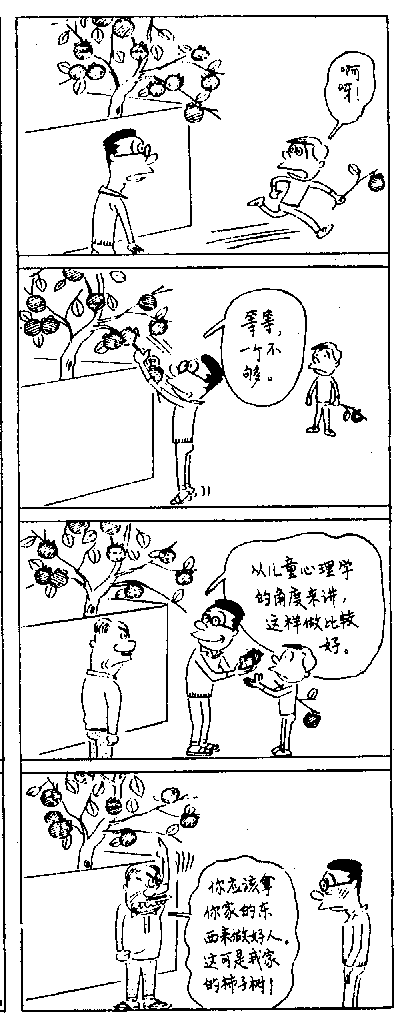 啊
呀！
等等，
一个不
够。
从儿童心理学
的角度来讲，
这样做比较
好。
你应该拿
你家的东
西来做好人。
这可是我家
的柿子树！